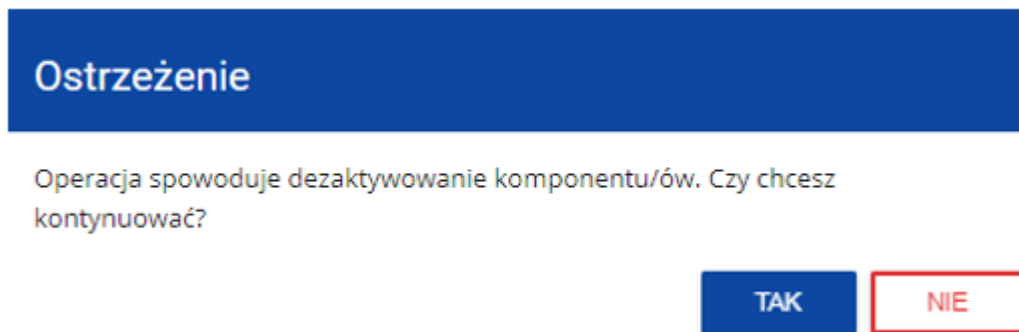 Ostrzeżenie
Operacja spowoduje dezaktywowanie komponentu/ów. Czy chcesz
kontynuować?
TAK NIE